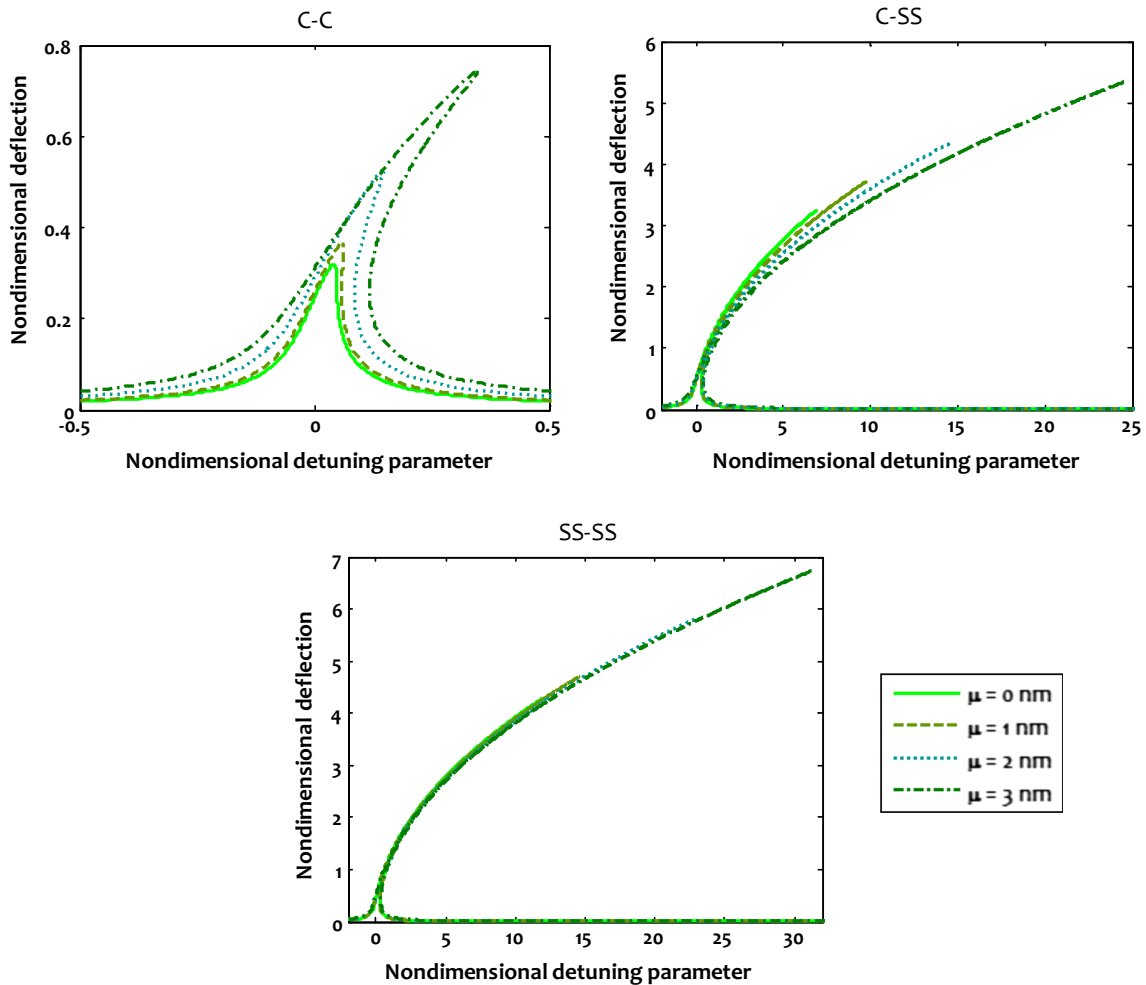 C-C
Nondimensional deflection
0.8
0.6
0.4
0.2
0
-0.5
0
0.5
Nondimensional detuning parameter
C-SS
Nondimensional deflection
6
5
4
3
2
1
0
0
5
10
15
20
25
Nondimensional detuning parameter
SS-SS
Nondimensional deflection
7
6
5
4
3
2
1
0
0
5
10
15
20
25
30
Nondimensional detuning parameter
μ = 0 nm
μ = 1 nm
μ = 2 nm
μ = 3 nm